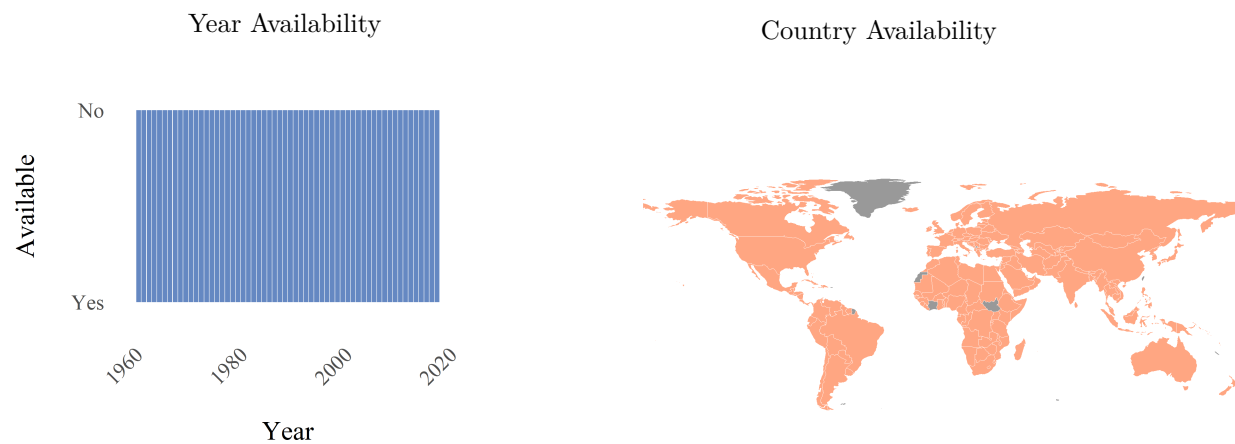 Year Availability
No
Available
Yes
1960
1980
2000
2020
Year
Country Availability